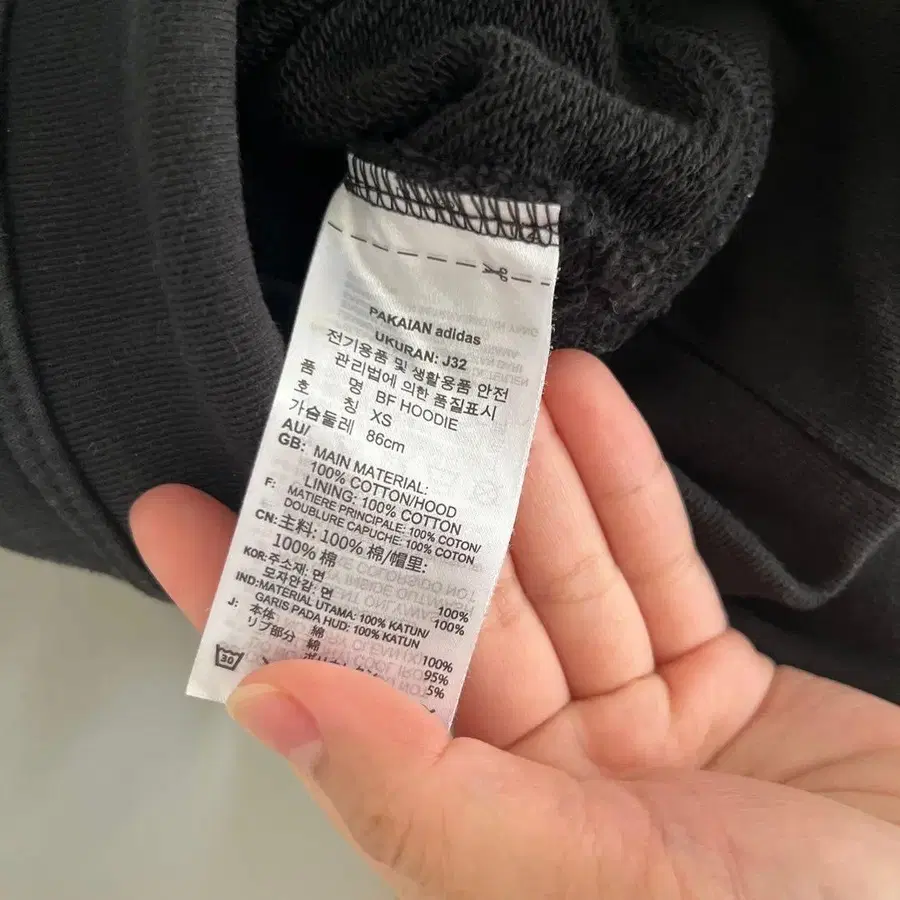 PAKAIAN adidas
UKURAN: J32
전기용품 및 생활용품 안전
관리법에 의한 품질표시
품 명 BF HOODIE
호 칭 XS
가슴둘레 86cm
AU/
GB: MAIN MATERIAL:
100% COTTON/HOOD
LINING: 100% COTTON
F: MATIERE PRINCIPALE: 100% COTON/
DOUBLURE CAPUCHE: 100% COTON
CN: 主料: 100% 棉/帽里:
100% 棉
KOR: 주소재: 면 100%
모자안감: 면 100%
IND: MATERIAL UTAMA: 100% KATUN/
GARIS PADA HUD: 100% KATUN
J: 本体 綿 100%
リブ部分 綿 95%
5%
30